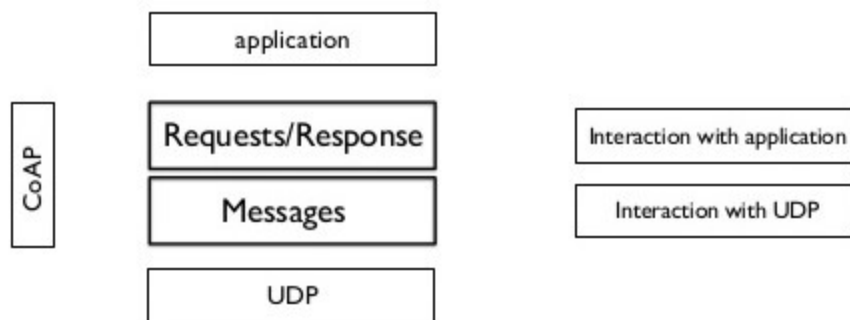 application
CoAP
Requests/Response
Interaction with application
Messages
Interaction with UDP
UDP